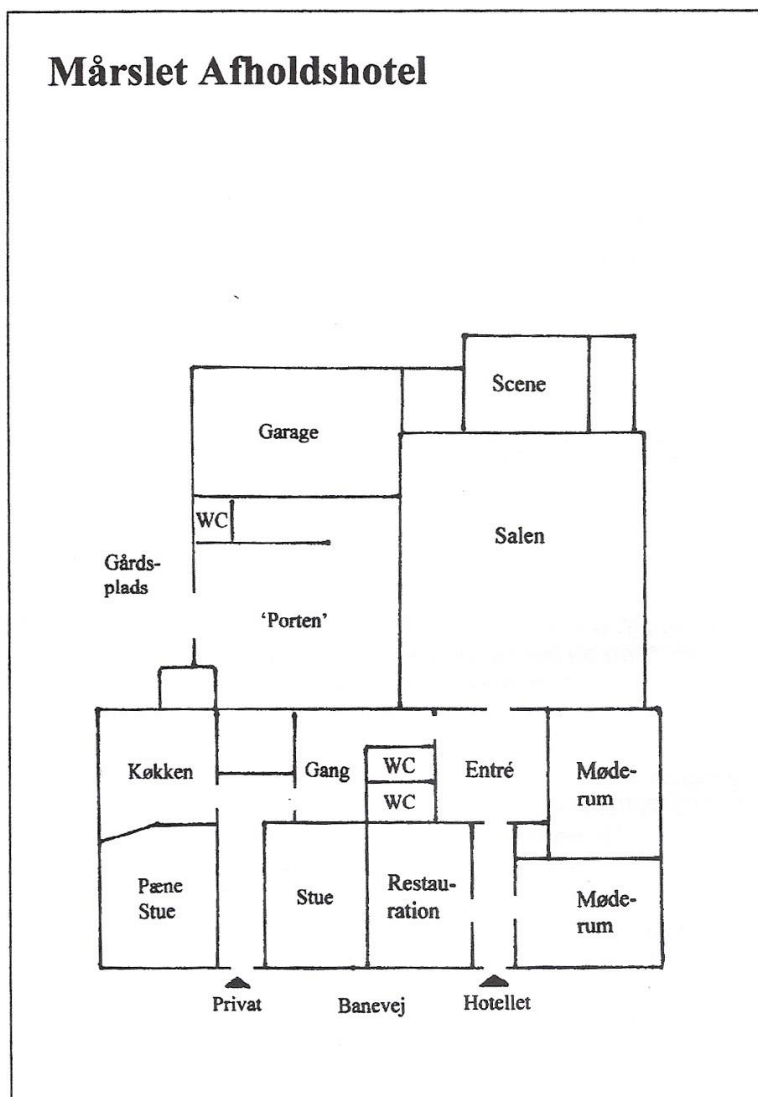 Mårslet Afholdshotel
Scene
Garage
WC
Salen
Gårds-
plads
‘Porten’
Køkken
Gang
WC
WC
Entré
Møde-
rum
Pæne
Stue
Stue
Restau-
ration
Møde-
rum
Privat
Banevej
Hotellet